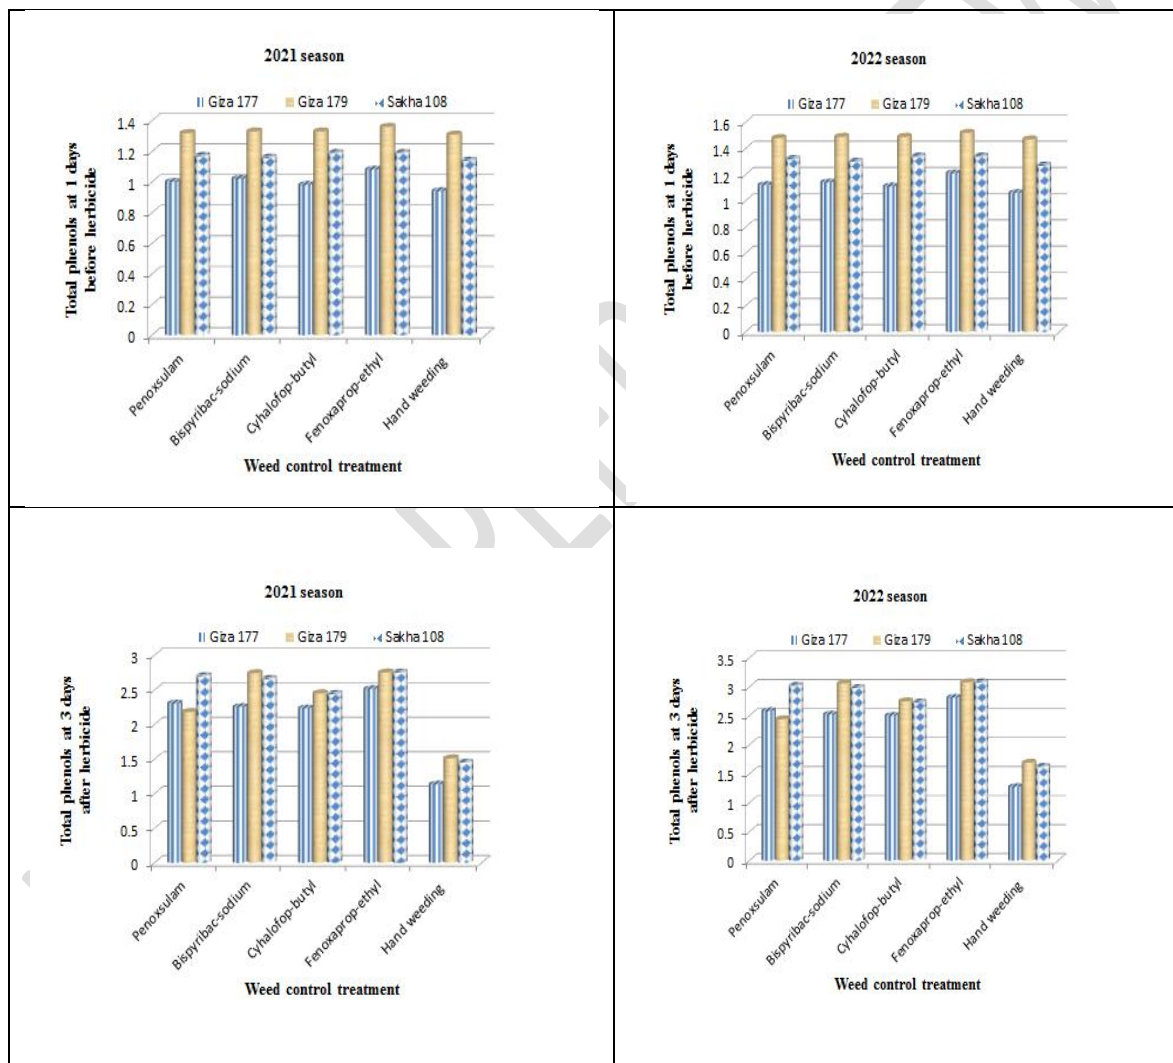 2021 season
Giza 177 Giza 179 Sakha 108
Total phenols at 1 days
before herbicide
1.4
1.2
1
0.8
0.6
0.4
0.2
0
Penoxsulam
Bispyribac-sodium
Cyhalofop-butyl
Fenoxaprop-ethyl
Hand weeding
Weed control treatment
2022 season
Giza 177 Giza 179 Sakha 108
Total phenols at 1 days
before herbicide
1.6
1.4
1.2
1
0.8
0.6
0.4
0.2
0
Penoxsulam
Bispyribac-sodium
Cyhalofop-butyl
Fenoxaprop-ethyl
Hand weeding
Weed control treatment
2021 season
Giza 177 Giza 179 Sakha 108
Total phenols at 3 days
after herbicide
3
2.5
2
1.5
1
0.5
0
Penoxsulam
Bispyribac-sodium
Cyhalofop-butyl
Fenoxaprop-ethyl
Hand weeding
Weed control treatment
2022 season
Giza 177 Giza 179 Sakha 108
Total phenols at 3 days
after herbicide
3.5
3
2.5
2
1.5
1
0.5
0
Penoxsulam
Bispyribac-sodium
Cyhalofop-butyl
Fenoxaprop-ethyl
Hand weeding
Weed control treatment